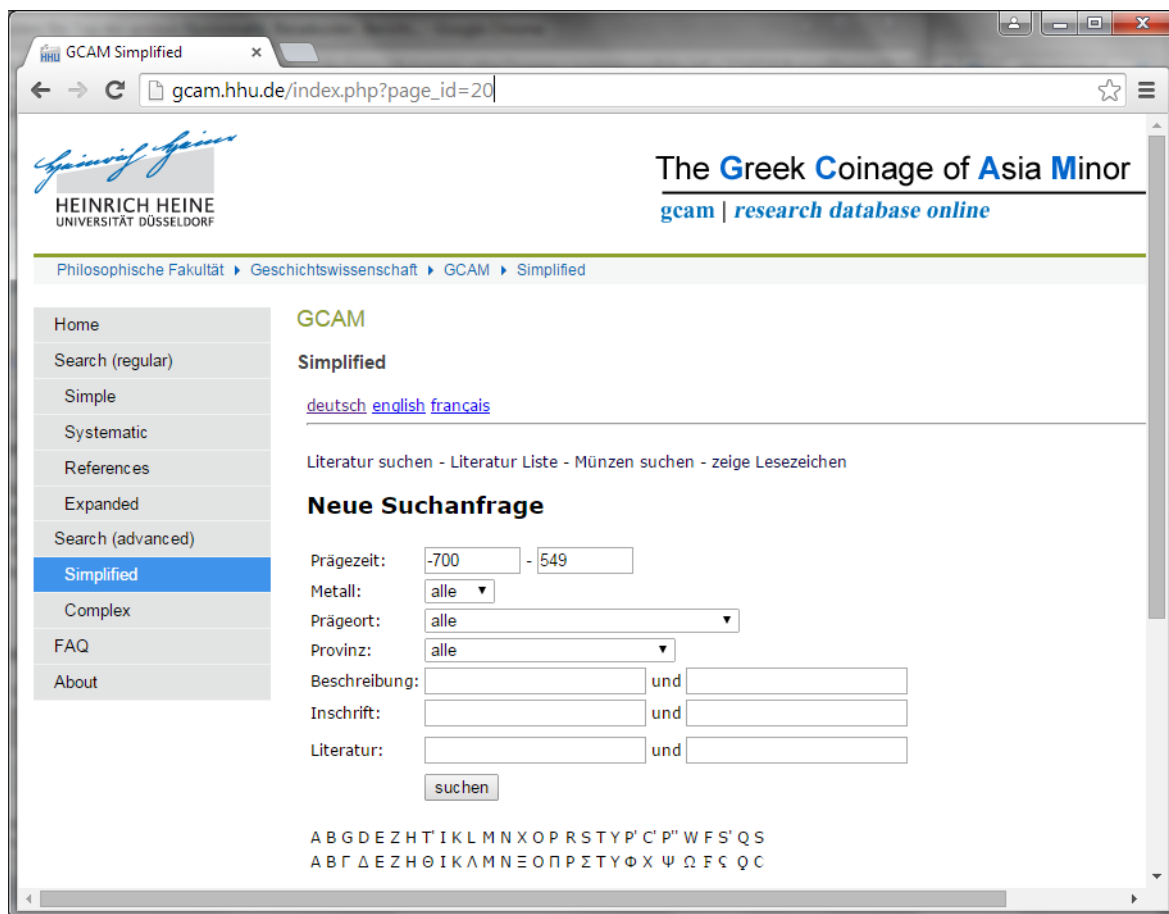 GCAM Simplified
gcam.hhu.de/index.php?page_id=20
Heinrich Heine
HEINRICH HEINE
UNIVERSITÄT DÜSSELDORF
The Greek Coinage of Asia Minor
gcam | research database online
Philosophische Fakultät Geschichtswissenschaft GCAM Simplified
Home
Search (regular)
Simple
Systematic
References
Expanded
Search (advanced)
Simplified
Complex
FAQ
About
GCAM
Simplified
deutsch english français
Literatur suchen - Literatur Liste - Münzen suchen - zeige Lesezeichen
Neue Suchanfrage
Prägezeit: -700 - 549
Metall: alle
Prägeort: alle
Provinz: alle
Beschreibung: und
Inschrift: und
Literatur: und
suchen
A B G D E Z H T' I K L M N X O P R S T Y P' C' P'' W F S' Q S
Α Β Γ Δ Ε Ζ Η Θ Ι Κ Λ Μ Ν Ξ Ο Π Ρ Σ Τ Υ Φ Χ Ψ Ω Ϝ Ϛ Ϙ Ϲ